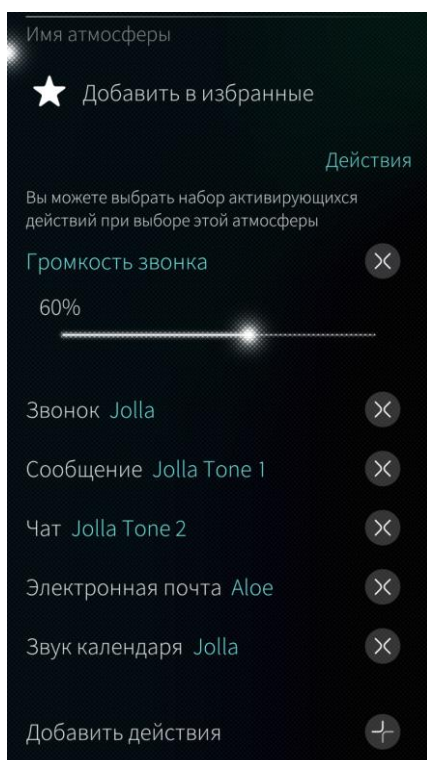 Имя атмосферы
Добавить в избранные
Действия
Вы можете выбрать набор активирующихся
действий при выборе этой атмосферы
Громкость звонка
60%
Звонок Jolla
Сообщение Jolla Tone 1
Чат Jolla Tone 2
Электронная почта Aloe
Звук календаря Jolla
Добавить действия